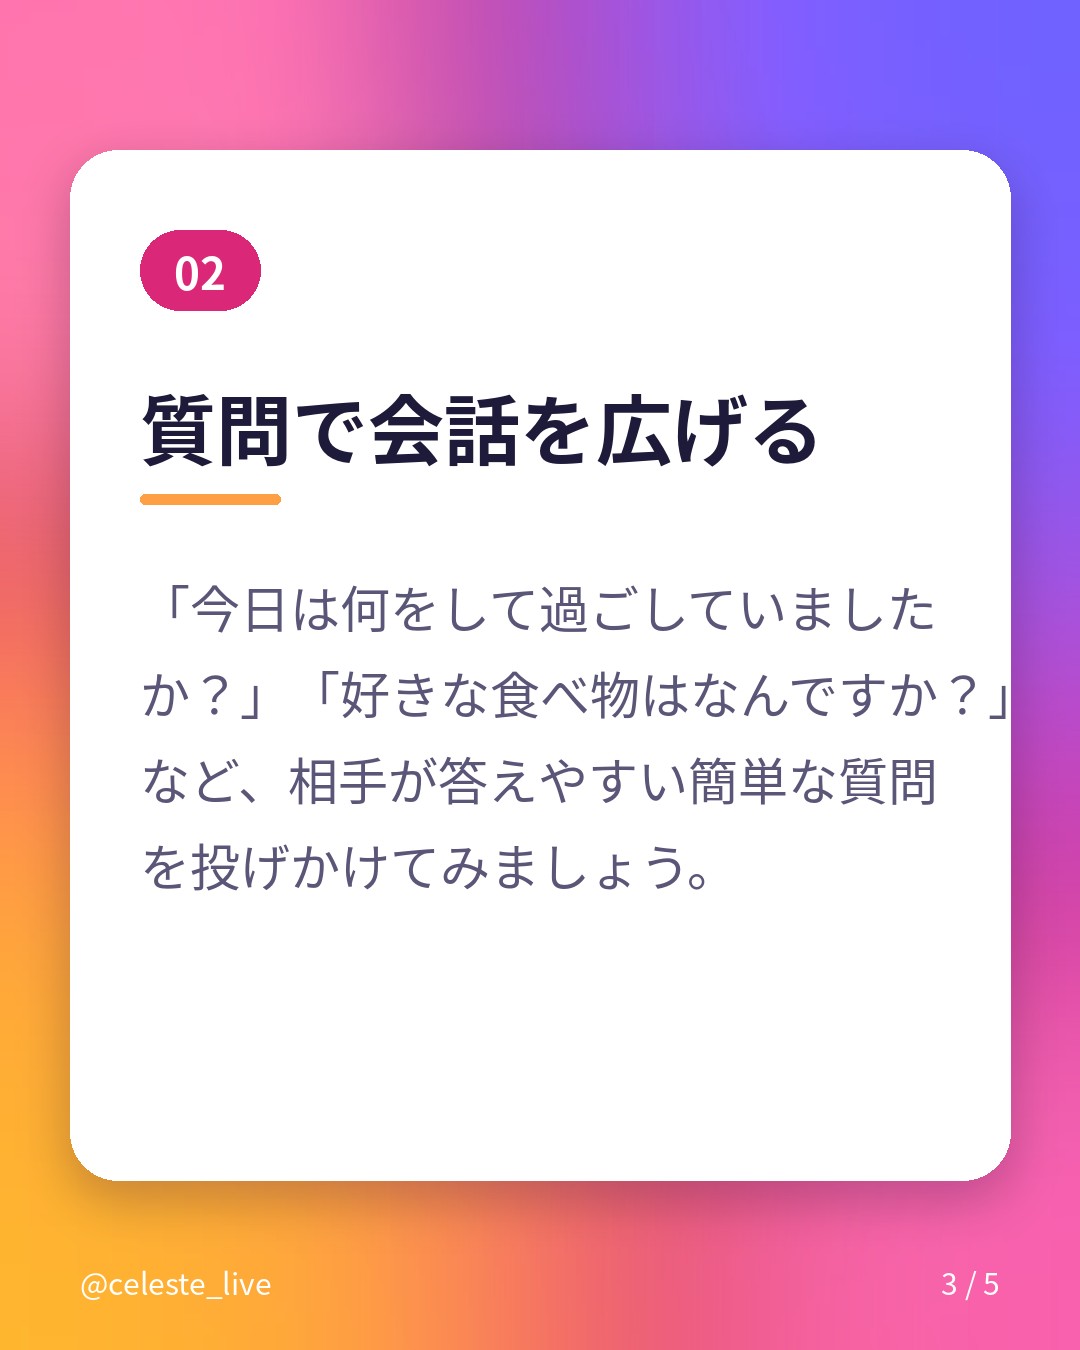 02
質問で会話を広げる
「今日は何をして過ごしていました
か？」「好きな食べ物はなんですか？」
など、相手が答えやすい簡単な質問
を投げかけてみましょう。
@celeste_live
3 / 5